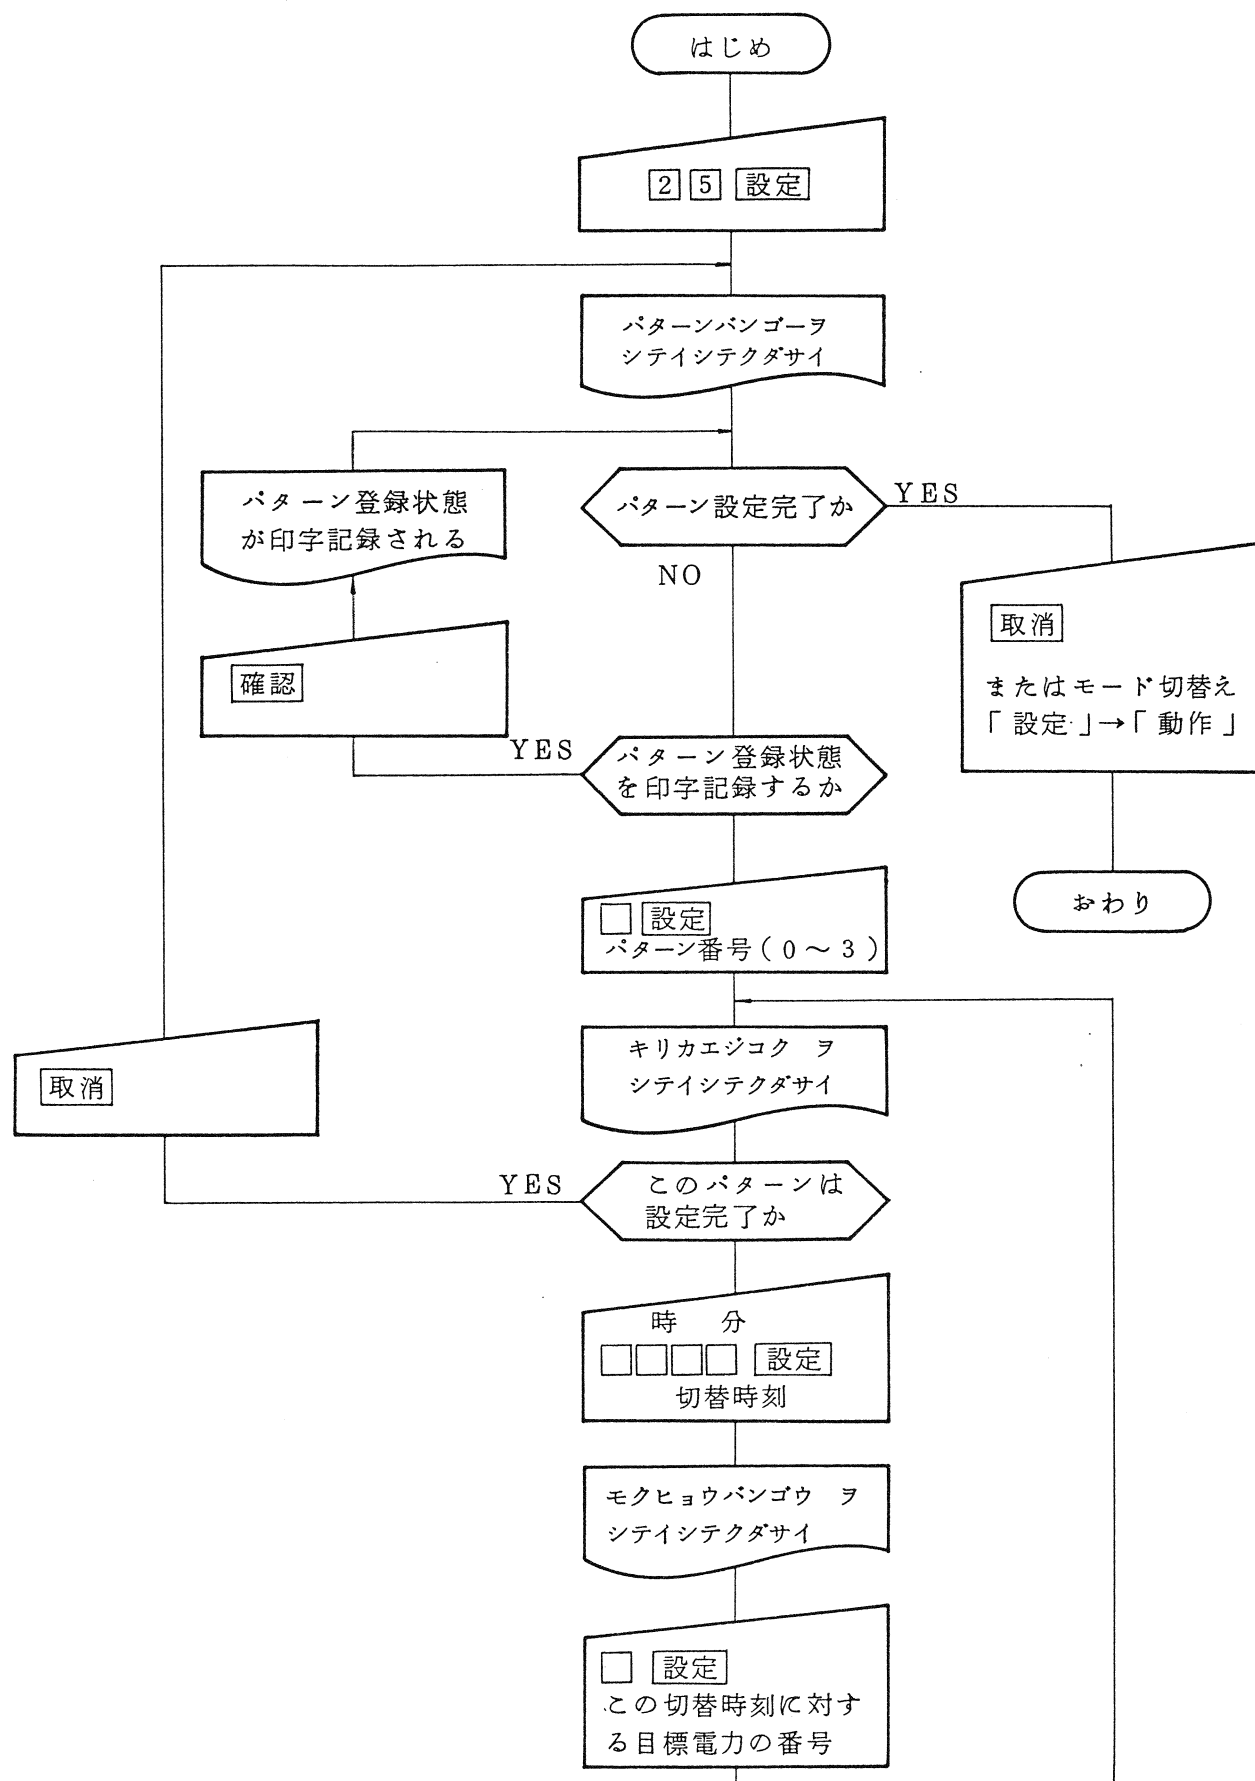 はじめ
2 5 設定
パターンバンゴーヲ
シテイシテクダサイ
パターン設定完了か
YES
NO
パターン登録状態
が印字記録される
確認
取消
またはモード切替え
「設定」→「動作」
おわり
YES
パターン登録状態
を印字記録するか
設定
パターン番号(0〜3)
キリカエジコク ヲ
シテイシテクダサイ
取消
YES
このパターンは
設定完了か
時 分
設定
切替時刻
モクヒョウバンゴウ ヲ
シテイシテクダサイ
設定
この切替時刻に対す
る目標電力の番号